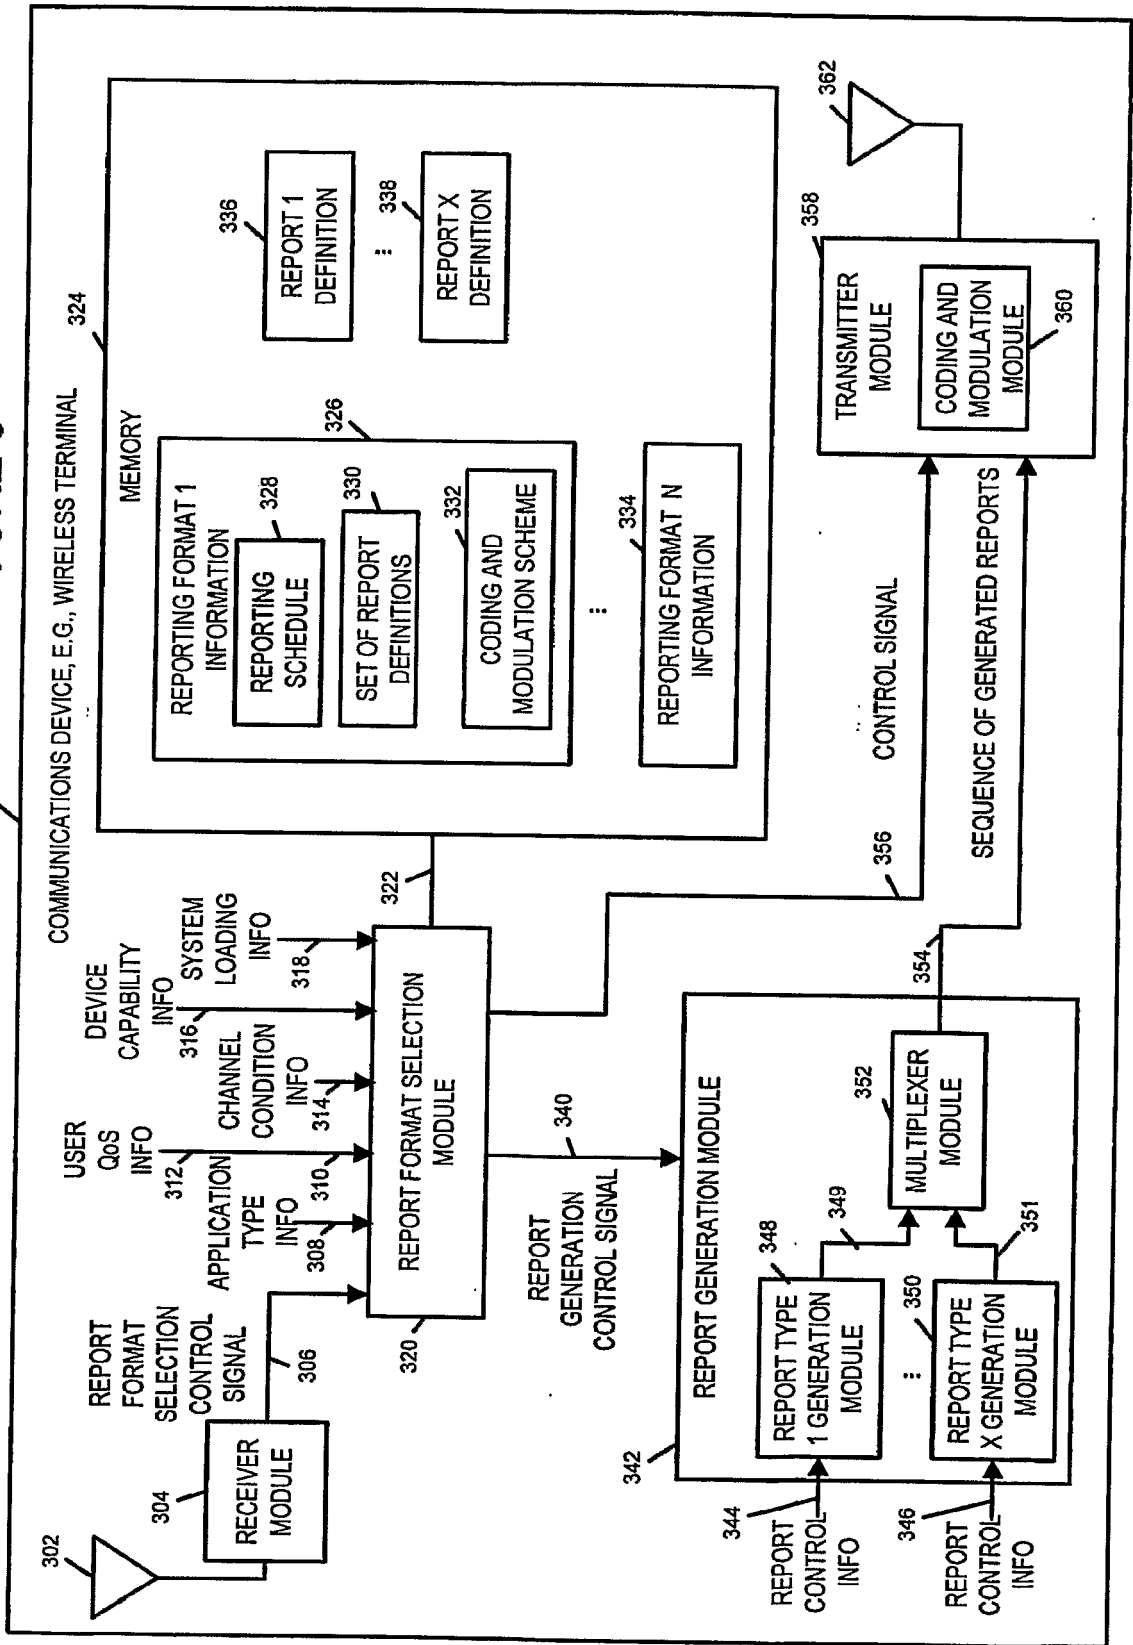 COMMUNICATIONS DEVICE, E.G., WIRELESS TERMINAL
302
304
RECEIVER
MODULE
REPORT
FORMAT
SELECTION
CONTROL
SIGNAL
306
APPLICATION
TYPE
INFO
308
USER
QoS
INFO
312
310
CHANNEL
CONDITION
INFO
314
DEVICE
CAPABILITY
INFO
316
SYSTEM
LOADING
INFO
318
REPORT FORMAT SELECTION
MODULE
320
322
324
MEMORY
REPORTING FORMAT 1
INFORMATION
326
REPORTING
SCHEDULE
328
SET OF REPORT
DEFINITIONS
330
CODING AND
MODULATION SCHEME
332
...
REPORTING FORMAT N
INFORMATION
334
336
REPORT 1
DEFINITION
...
338
REPORT X
DEFINITION
REPORT
GENERATION
CONTROL SIGNAL
340
342
REPORT GENERATION MODULE
344
REPORT
CONTROL
INFO
REPORT TYPE
1 GENERATION
MODULE
348
349
...
346
REPORT
CONTROL
INFO
350
REPORT TYPE
X GENERATION
MODULE
351
352
MULTIPLEXER
MODULE
354
SEQUENCE OF GENERATED REPORTS
356
CONTROL SIGNAL
358
TRANSMITTER
MODULE
CODING AND
MODULATION
MODULE
360
362